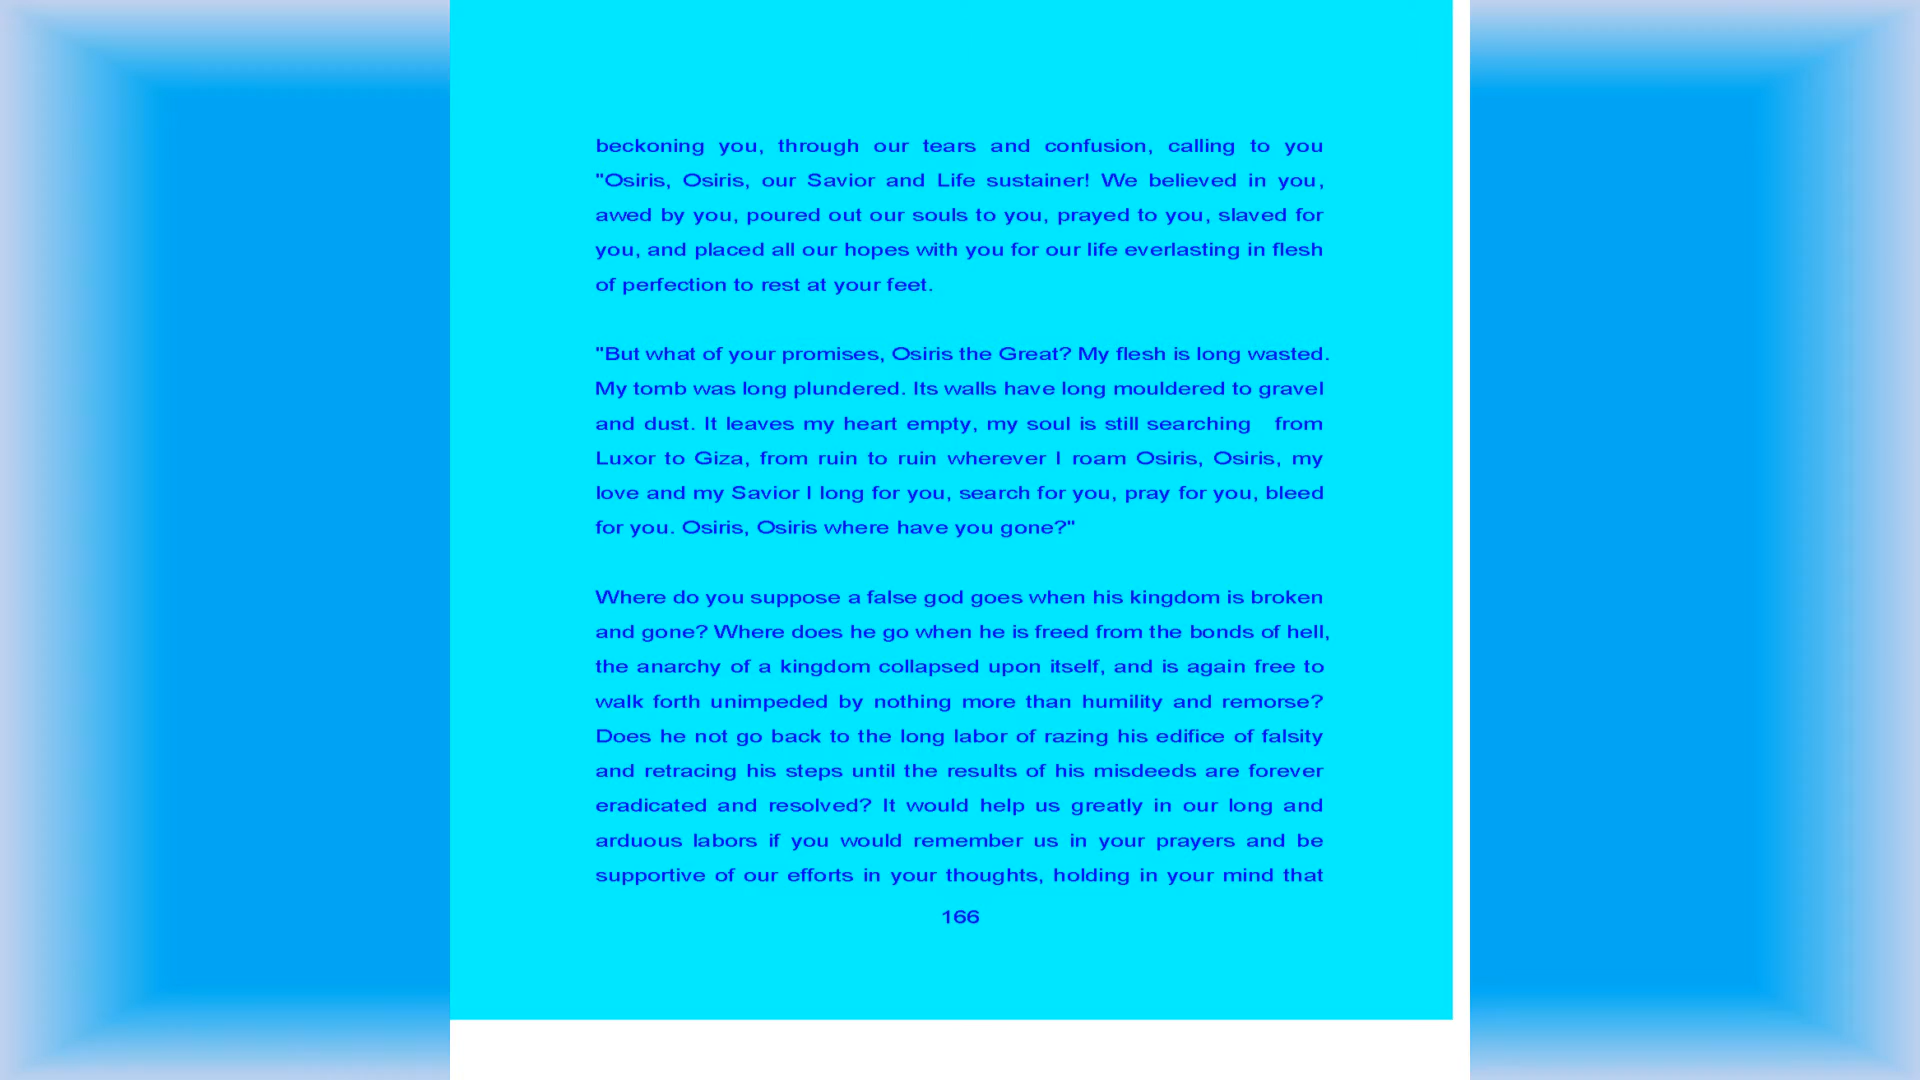 beckoning you, through our tears and confusion, calling to you
"Osiris, Osiris, our Savior and Life sustainer! We believed in you,
awed by you, poured out our souls to you, prayed to you, slaved for
you, and placed all our hopes with you for our life everlasting in flesh
of perfection to rest at your feet.
"But what of your promises, Osiris the Great? My flesh is long wasted.
My tomb was long plundered. Its walls have long mouldered to gravel
and dust. It leaves my heart empty, my soul is still searching from
Luxor to Giza, from ruin to ruin wherever I roam Osiris, Osiris, my
love and my Savior I long for you, search for you, pray for you, bleed
for you. Osiris, Osiris where have you gone?"
Where do you suppose a false god goes when his kingdom is broken
and gone? Where does he go when he is freed from the bonds of hell,
the anarchy of a kingdom collapsed upon itself, and is again free to
walk forth unimpeded by nothing more than humility and remorse?
Does he not go back to the long labor of razing his edifice of falsity
and retracing his steps until the results of his misdeeds are forever
eradicated and resolved? It would help us greatly in our long and
arduous labors if you would remember us in your prayers and be
supportive of our efforts in your thoughts, holding in your mind that
166